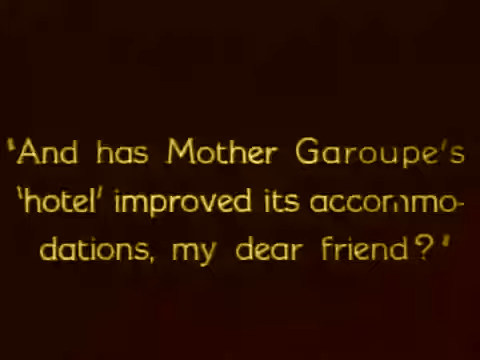 "And has Mother Garoupe's
'hotel' improved its accommo-
dations, my dear friend?"